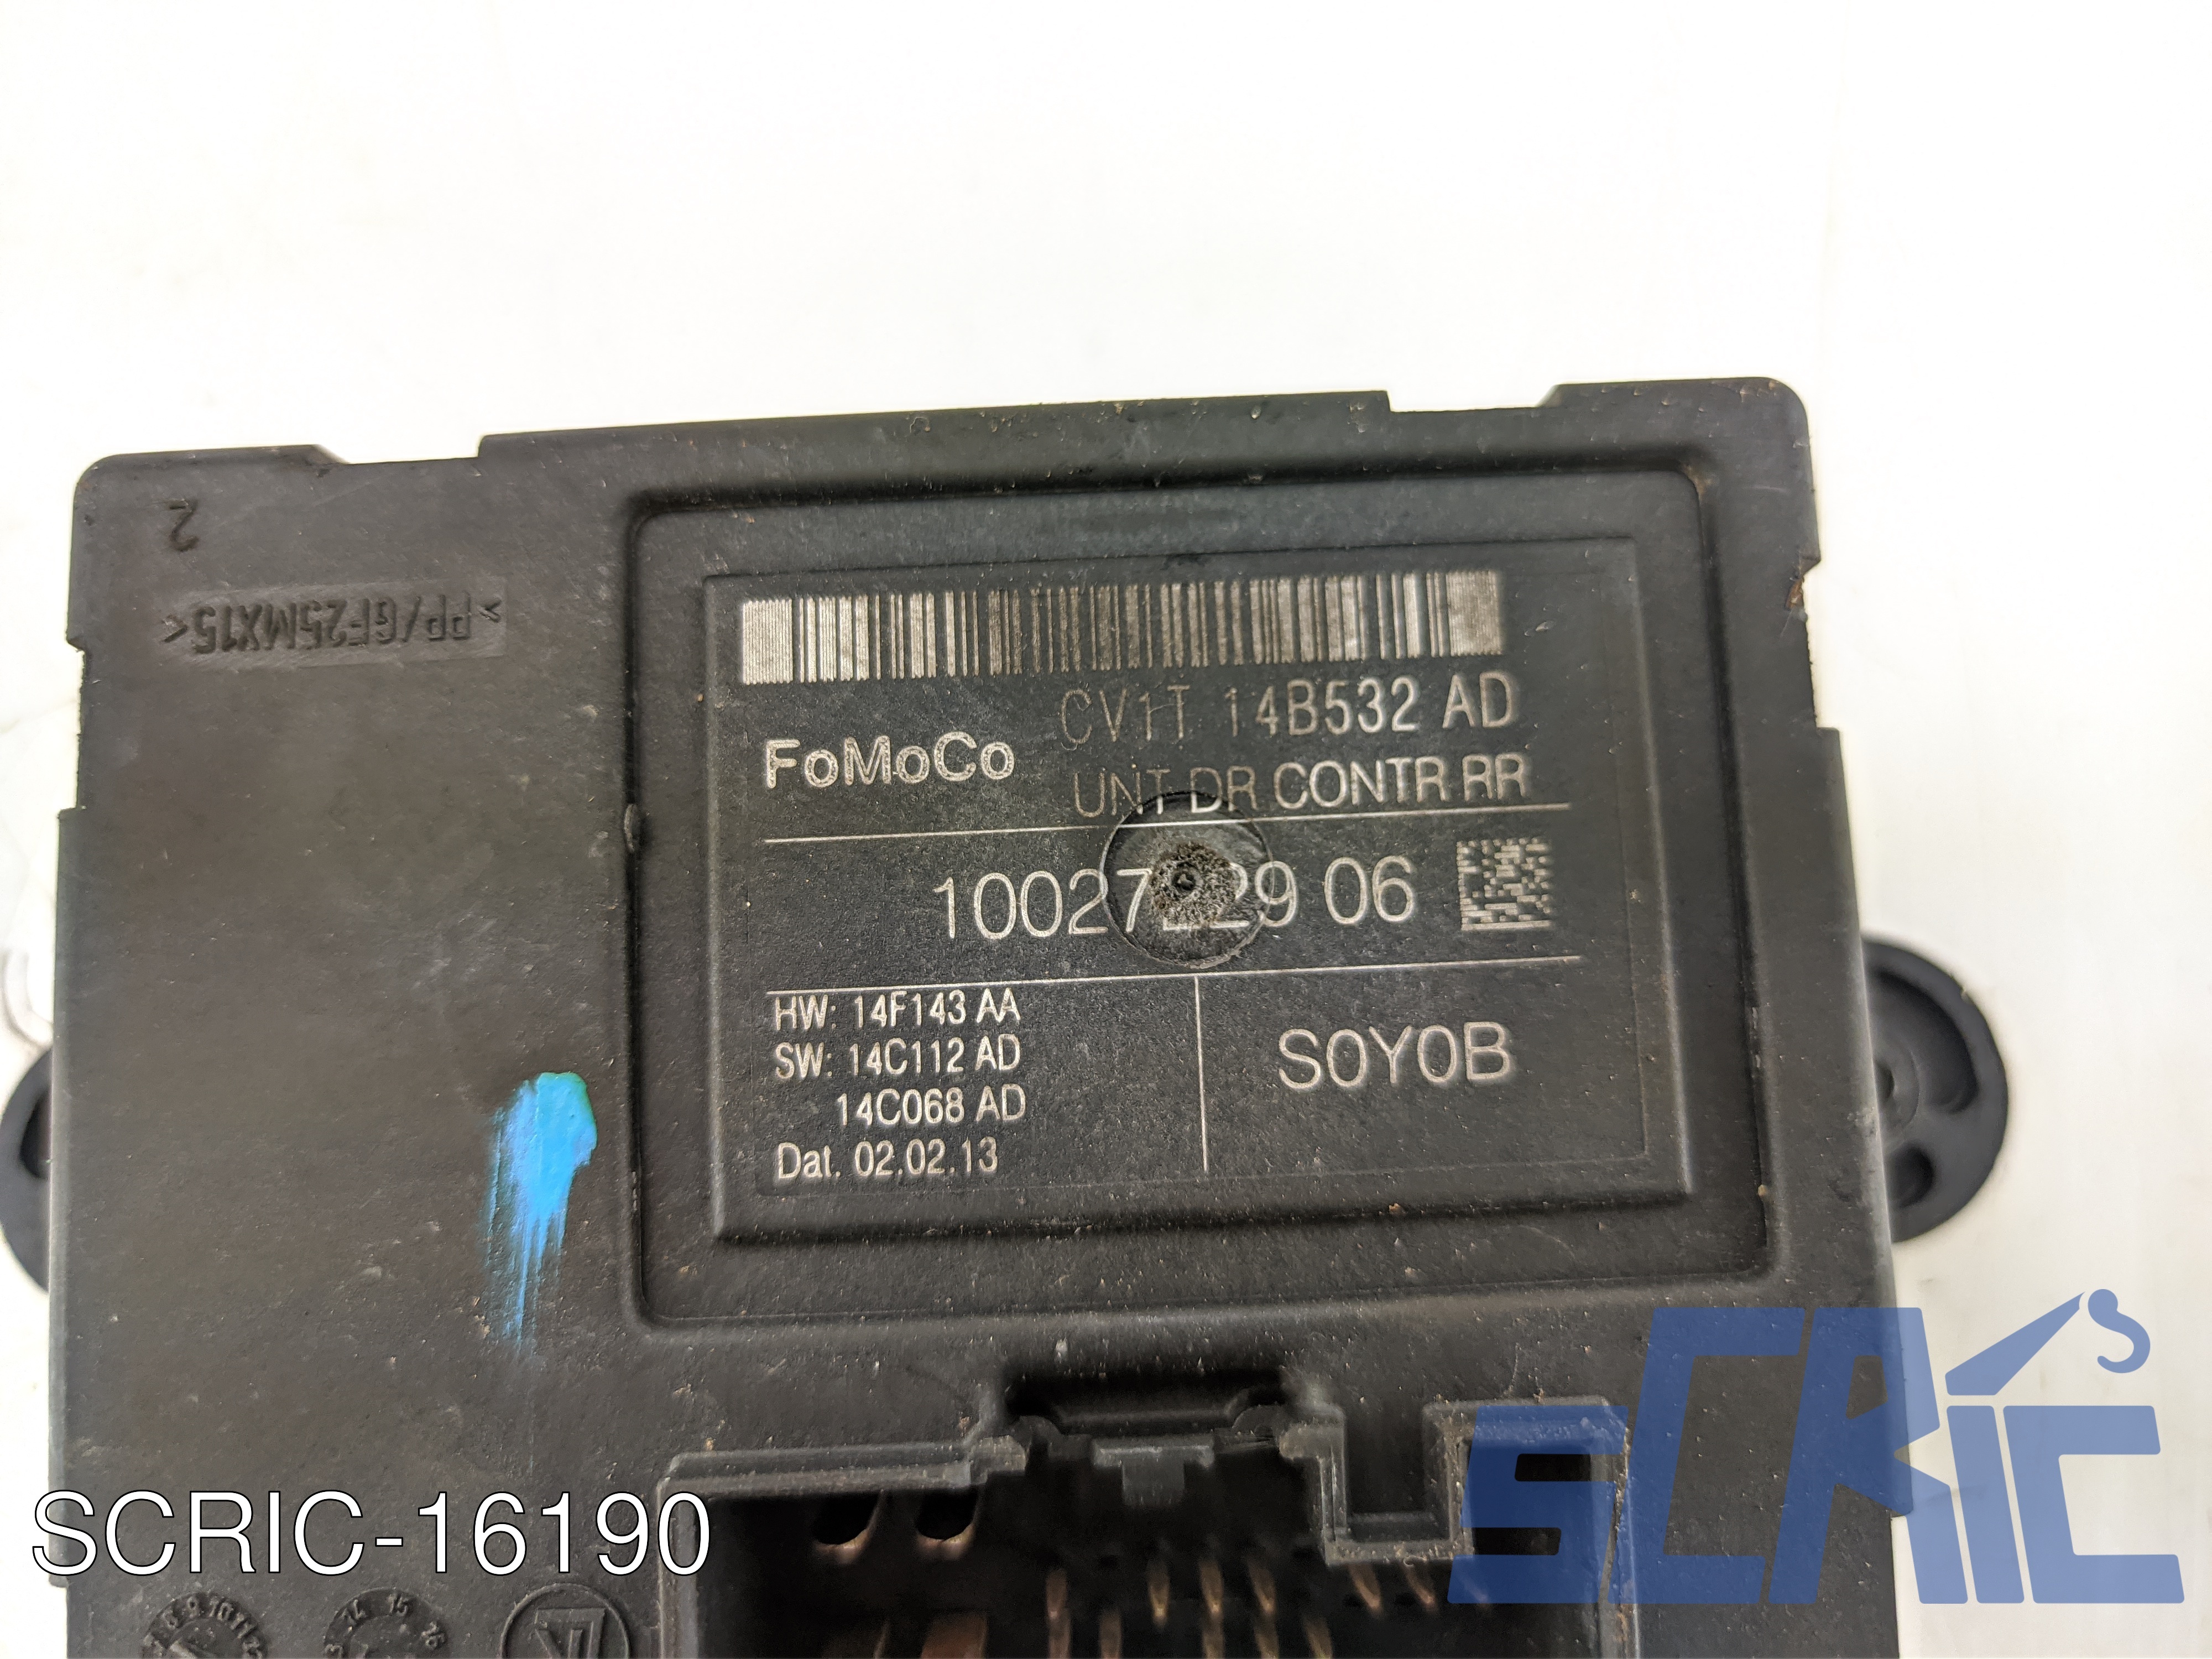 2
>PP/GF25MX15<
CV1T 14B532 AD
FoMoCo
UNT DR CONTR RR
06
HW: 14F143 AA
SW: 14C112 AD
14C068 AD
Dat. 02.02.13
S0Y0B
SCRIC
SCRIC-16190